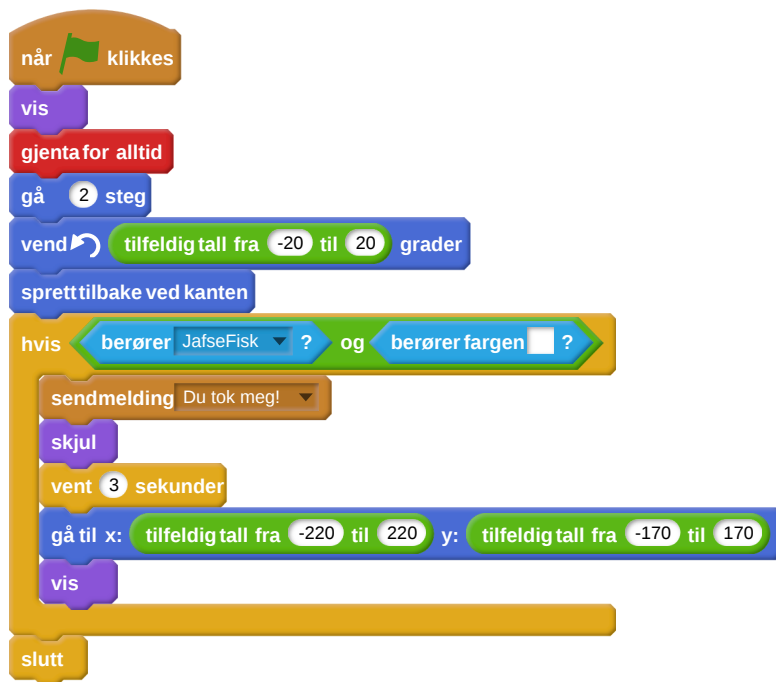 når klikkes
vis
gjenta for alltid
gå 2 steg
vend tilfeldig tall fra -20 til 20 grader
sprett tilbake ved kanten
hvis berører JafseFisk ? og berører fargen ?
send melding Du tok meg!
skjul
vent 3 sekunder
gå til x: tilfeldig tall fra -220 til 220 y: tilfeldig tall fra -170 til 170
vis
slutt